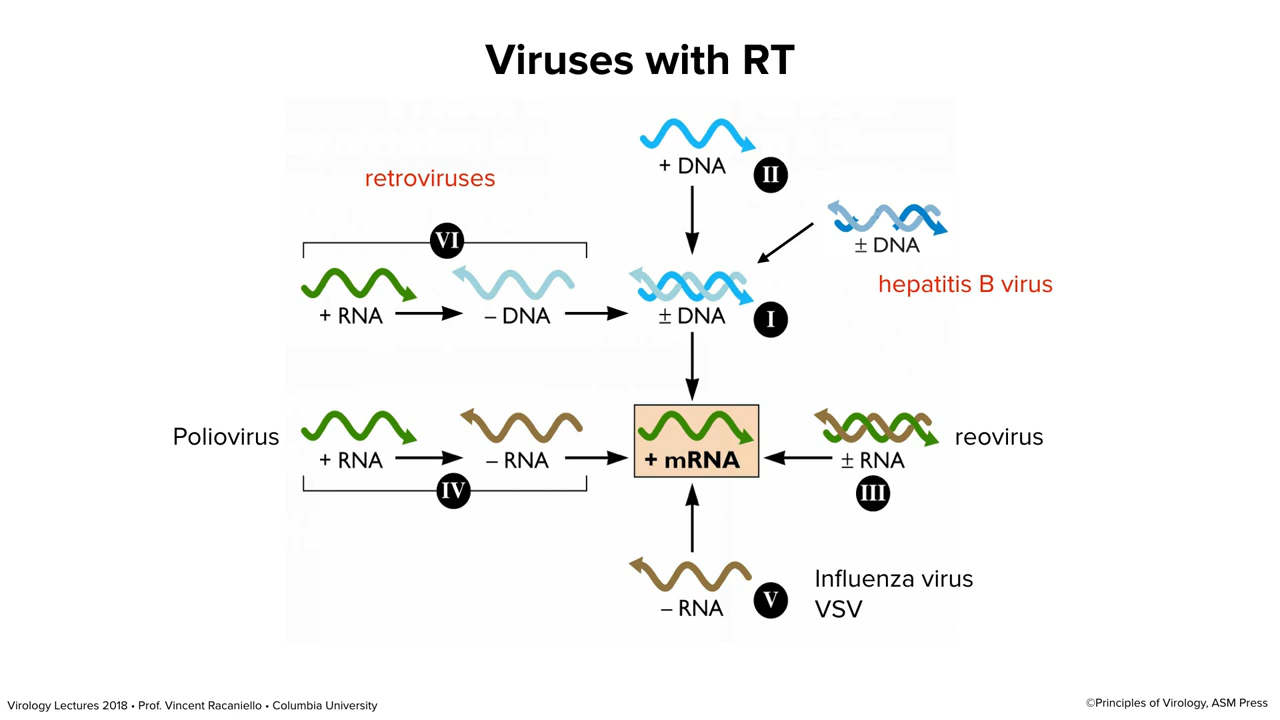 Viruses with RT
+ DNA
II
retroviruses
VI
± DNA
hepatitis B virus
+ RNA
– DNA
± DNA
I
Poliovirus
+ RNA
– RNA
IV
+ mRNA
± RNA
III
reovirus
– RNA
V
Influenza virus
VSV
Virology Lectures 2018 • Prof. Vincent Racaniello • Columbia University
©Principles of Virology, ASM Press